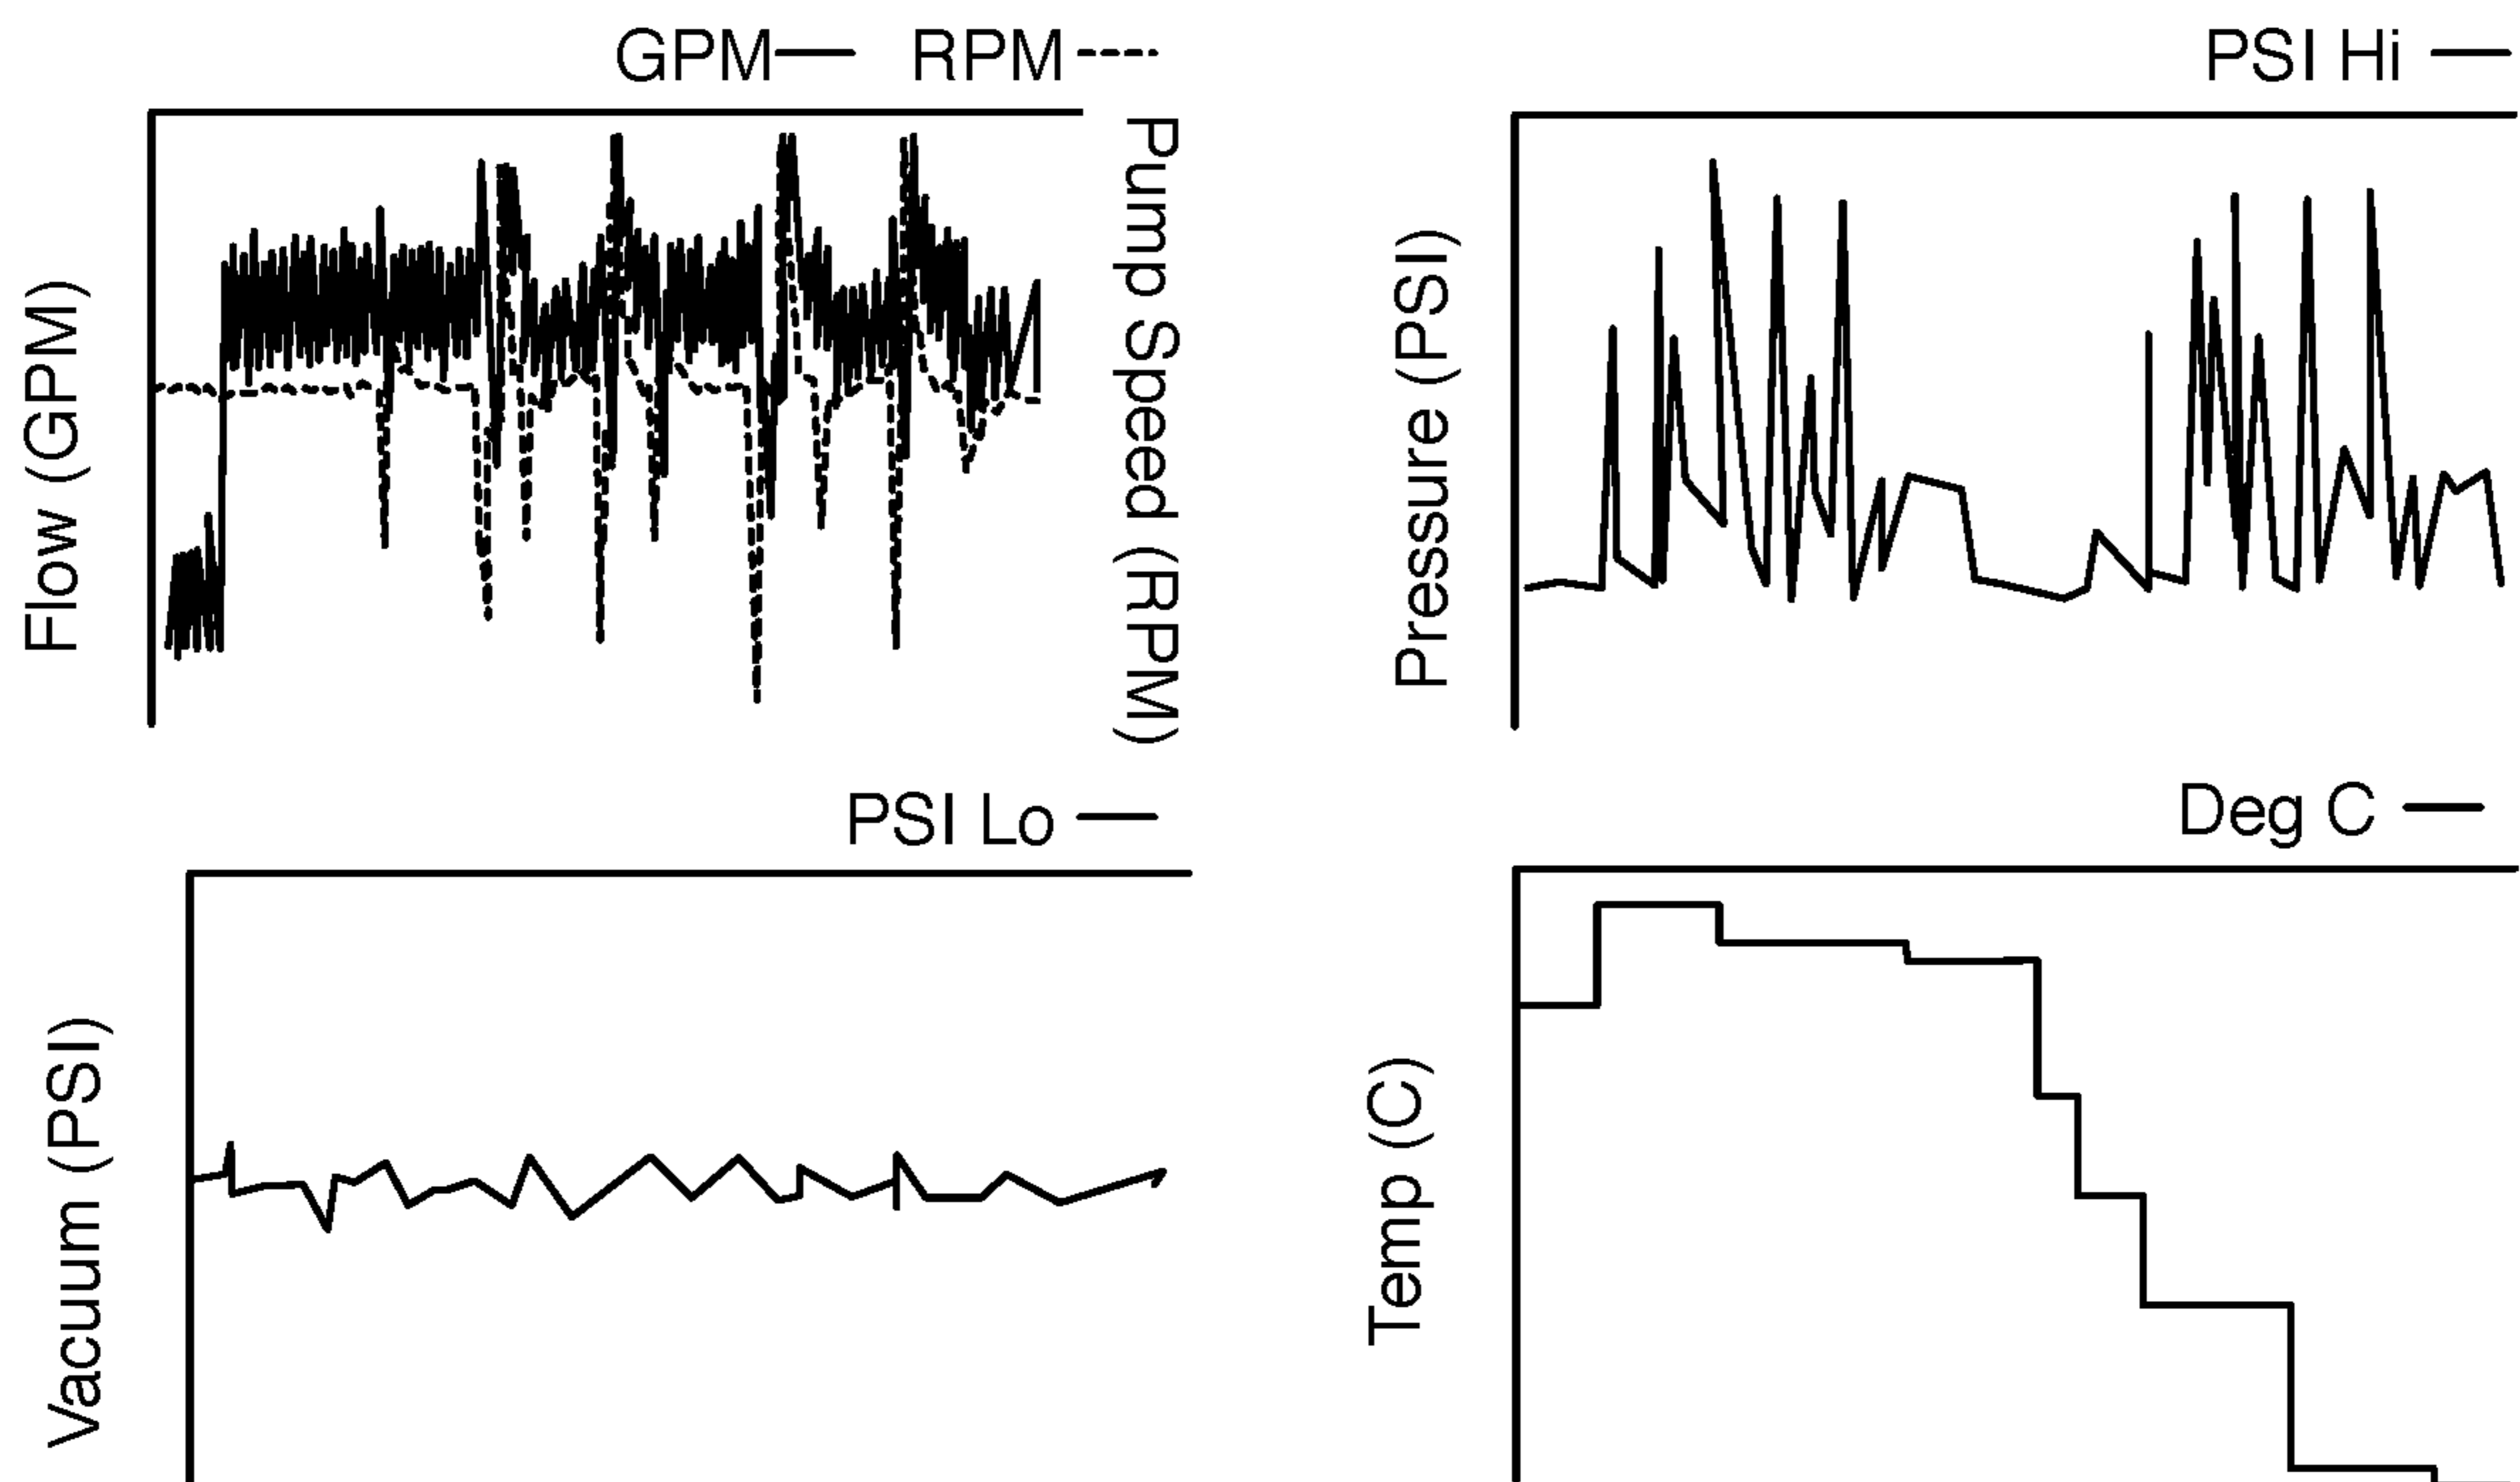 GPM RPM
Flow (GPM)
Pump Speed (RPM)
PSI Hi
Pressure (PSI)
PSI Lo
Vacuum (PSI)
Deg C
Temp (C)